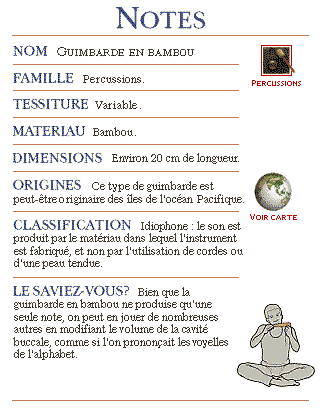 NOTES
NOM GUIMBARDE EN BAMBOU
PERCUSSIONS
FAMILLE Percussions.
TESSITURE Variable.
MATERIAU Bambou.
DIMENSIONS Environ 20 cm de longueur.
ORIGINES Ce type de guimbarde est
peut-être originaire des îles de l'océan Pacifique.
VOIR CARTE
CLASSIFICATION Idiophone : le son est
produit par le matériau dans lequel l'instrument
est fabriqué, et non par l'utilisation de cordes ou
d'une peau tendue.
LE SAVIEZ-VOUS? Bien que la
guimbarde en bambou ne produise qu'une
seule note, on peut en jouer de nombreuses
autres en modifiant le volume de la cavité
buccale, comme si l'on prononçait les voyelles
de l'alphabet.